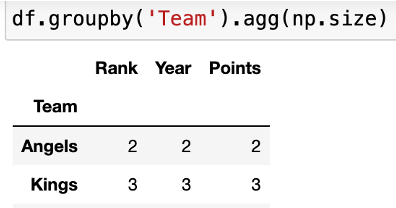 df.groupby('Team').agg(np.size)
Rank Year Points
Team
Angels 2 2 2
Kings 3 3 3